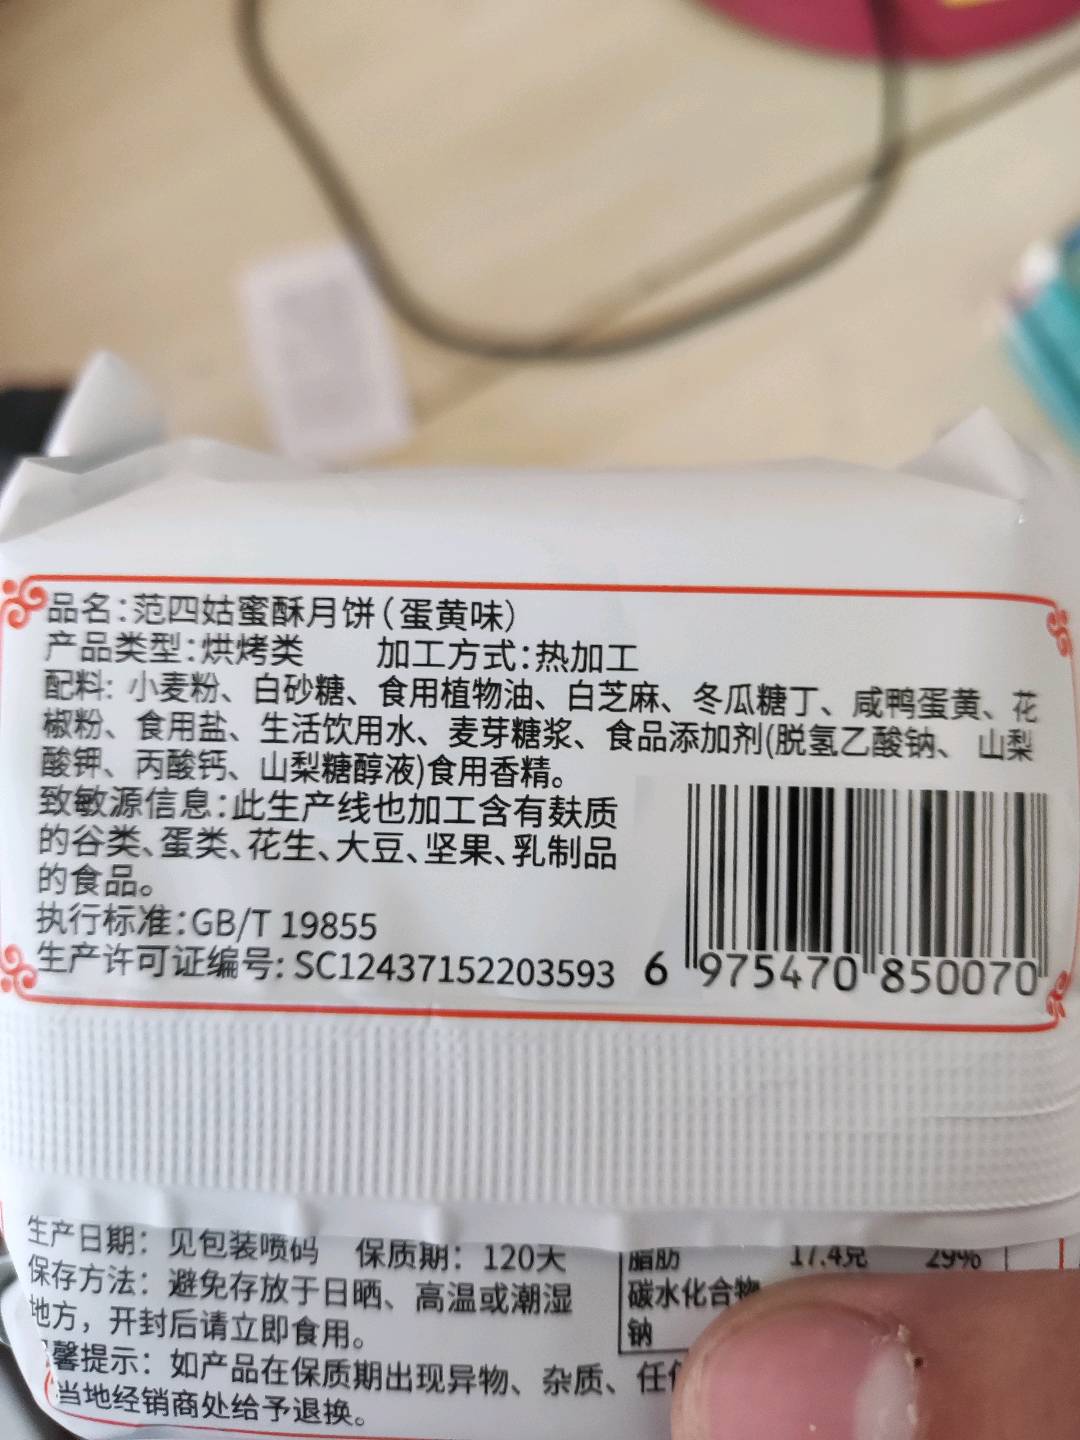 品名：范四姑蜜酥月饼（蛋黄味）
产品类型：烘烤类 加工方式：热加工
配料：小麦粉、白砂糖、食用植物油、白芝麻、冬瓜糖丁、咸鸭蛋黄、花
椒粉、食用盐、生活饮用水、麦芽糖浆、食品添加剂(脱氢乙酸钠、山梨
酸钾、丙酸钙、山梨糖醇液)食用香精。
致敏源信息：此生产线也加工含有麸质
的谷类、蛋类、花生、大豆、坚果、乳制品
的食品。
执行标准：GB/T 19855
生产许可证编号：SC12437152203593
6 975470 850070
生产日期：见包装喷码 保质期：120天
保存方法：避免存放于日晒、高温或潮湿
地方，开封后请立即食用。
馨提示：如产品在保质期出现异物、杂质、任
当地经销商处给予退换。
脂肪 17.4克 29%
碳水化合物
钠